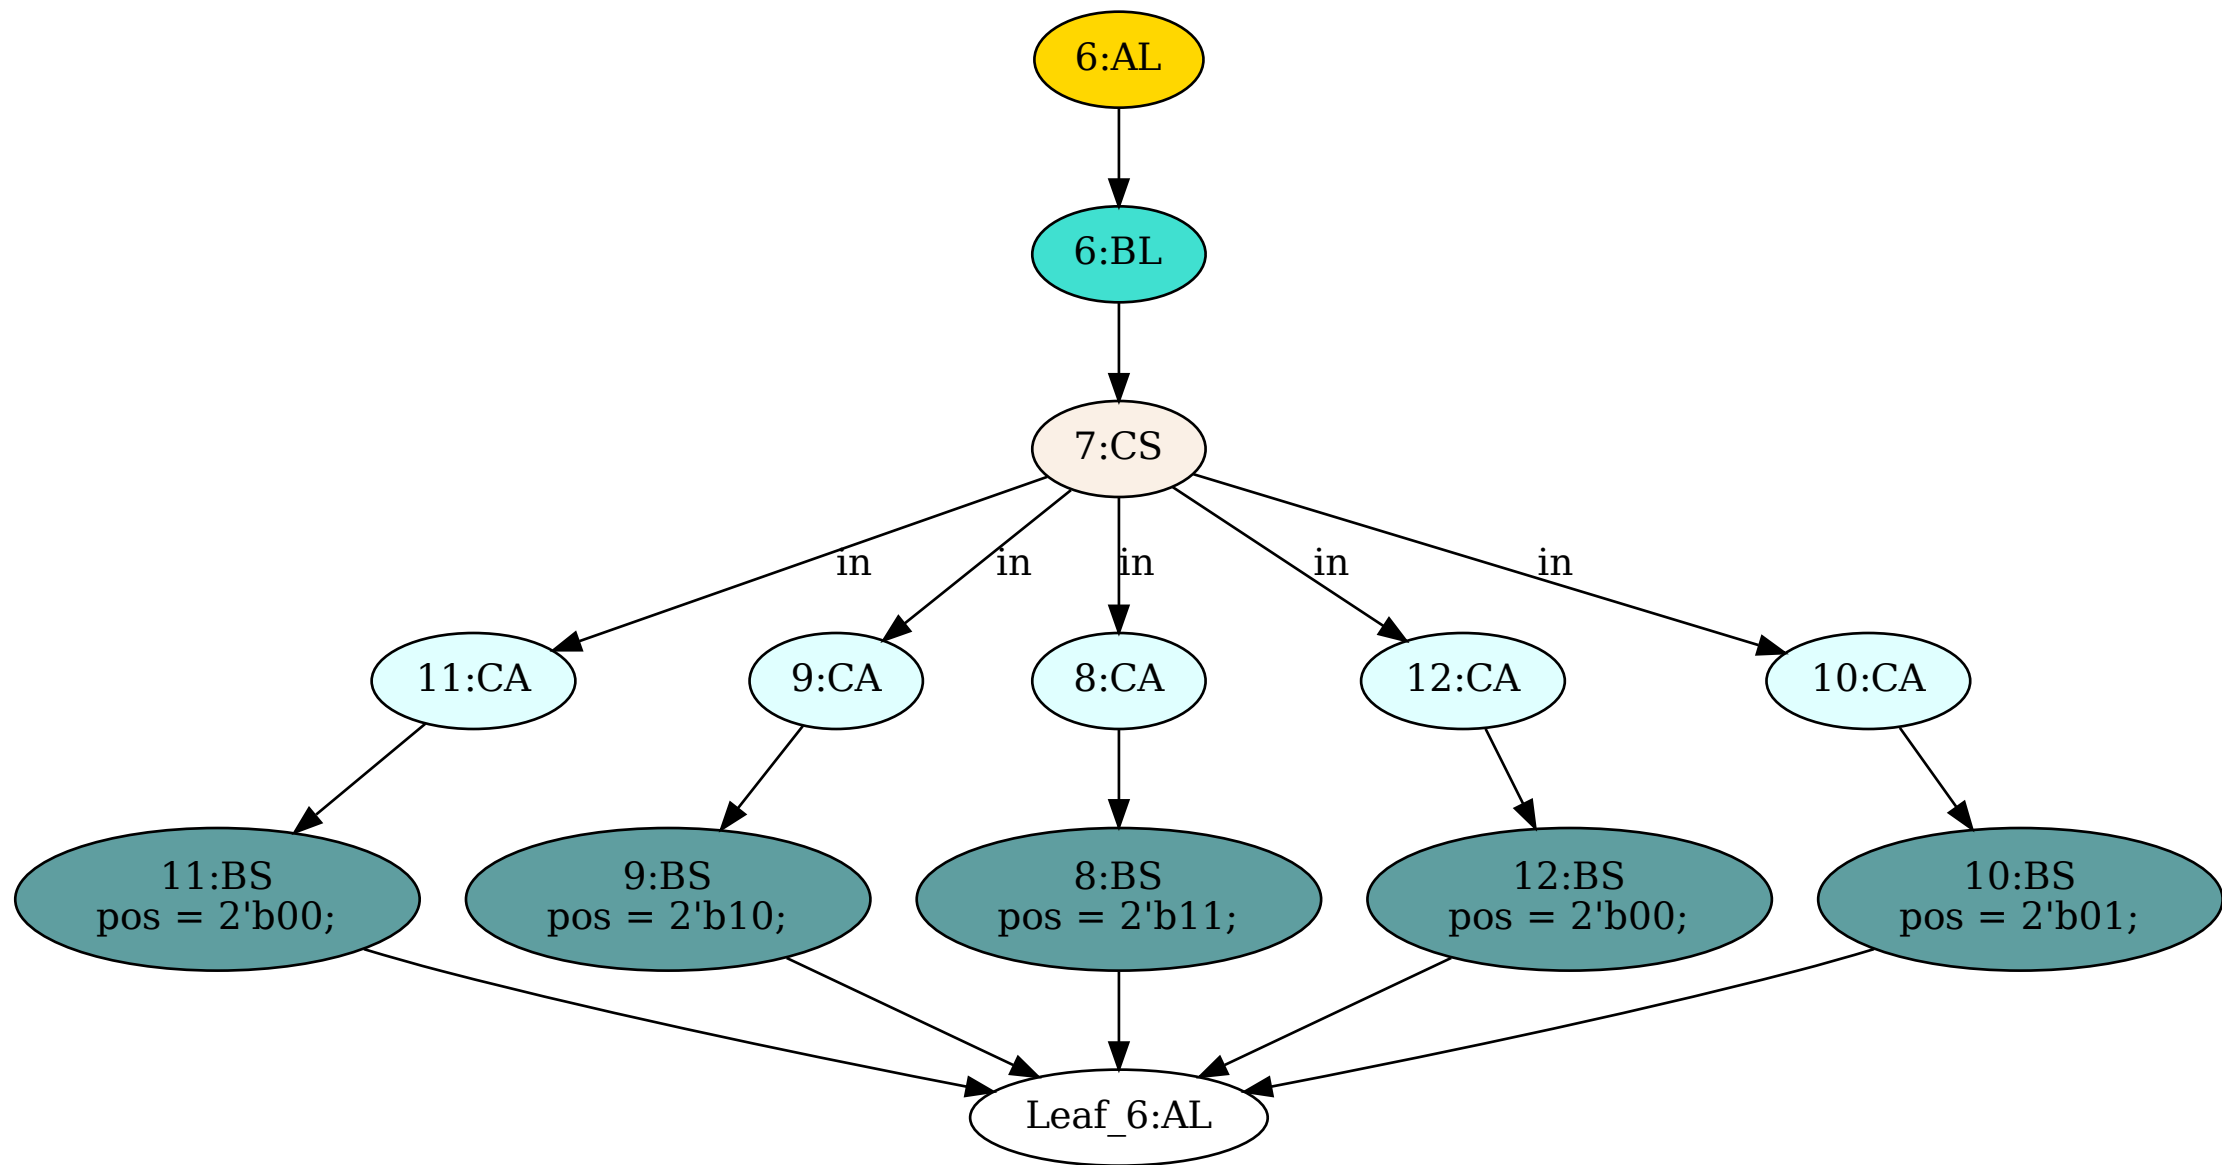 6:AL
6:BL
7:CS
in
in
in
in
in
11:CA
9:CA
8:CA
12:CA
10:CA
11:BS
pos = 2'b00;
9:BS
pos = 2'b10;
8:BS
pos = 2'b11;
12:BS
pos = 2'b00;
10:BS
pos = 2'b01;
Leaf_6:AL